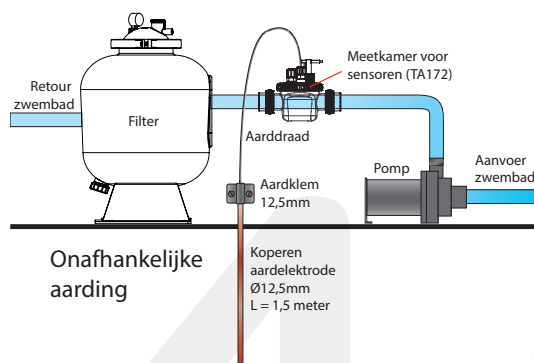 Meetkamer voor
sensoren (TA172)
Retour
zwembad
Filter
Aarddraad
Pomp
Aanvoer
zwembad
Aardklem
12,5mm
Onafhankelijke
aarding
Koperen
aardelektrode
Ø12,5mm
L = 1,5 meter